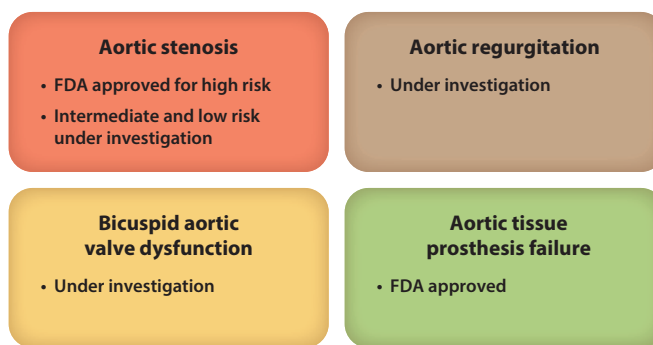 Aortic stenosis
• FDA approved for high risk
• Intermediate and low risk
under investigation
Aortic regurgitation
• Under investigation
Bicuspid aortic
valve dysfunction
• Under investigation
Aortic tissue
prosthesis failure
• FDA approved